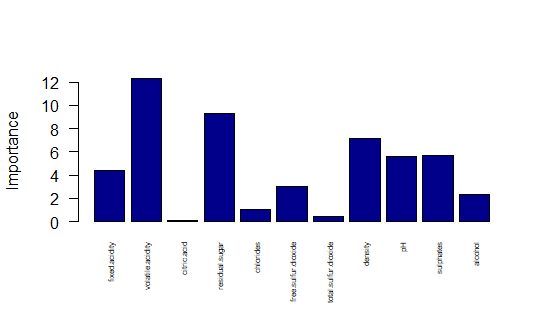 Importance
12
10
8
6
4
2
0
fixed.acidity
volatile.acidity
citric.acid
residual.sugar
chlorides
free.sulfur.dioxide
total.sulfur.dioxide
density
pH
sulphates
alcohol